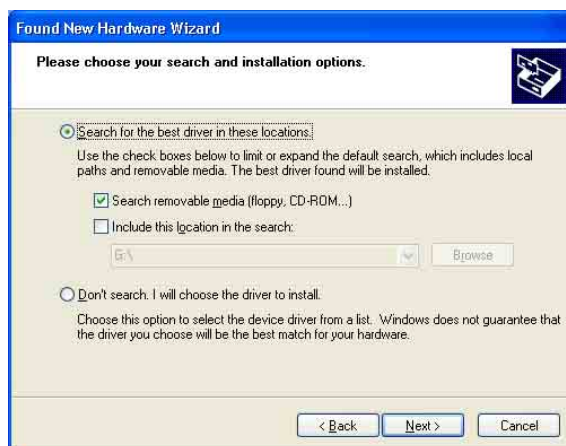 Found New Hardware Wizard
Please choose your search and installation options.
Search for the best driver in these locations.
Use the check boxes below to limit or expand the default search, which includes local
paths and removable media. The best driver found will be installed.
Search removable media (floppy, CD-ROM...)
Include this location in the search:
G:\
Browse
Don't search. I will choose the driver to install.
Choose this option to select the device driver from a list. Windows does not guarantee that
the driver you choose will be the best match for your hardware.
< Back
Next >
Cancel